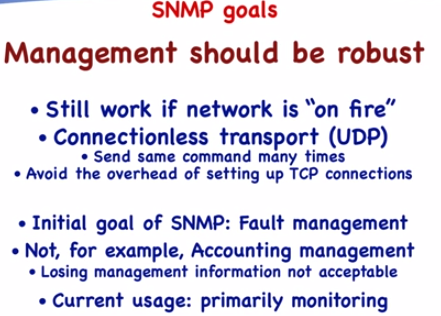 SNMP goals
Management should be robust
• Still work if network is “on fire”
• Connectionless transport (UDP)
• Send same command many times
• Avoid the overhead of setting up TCP connections
• Initial goal of SNMP: Fault management
• Not, for example, Accounting management
• Losing management information not acceptable
• Current usage: primarily monitoring